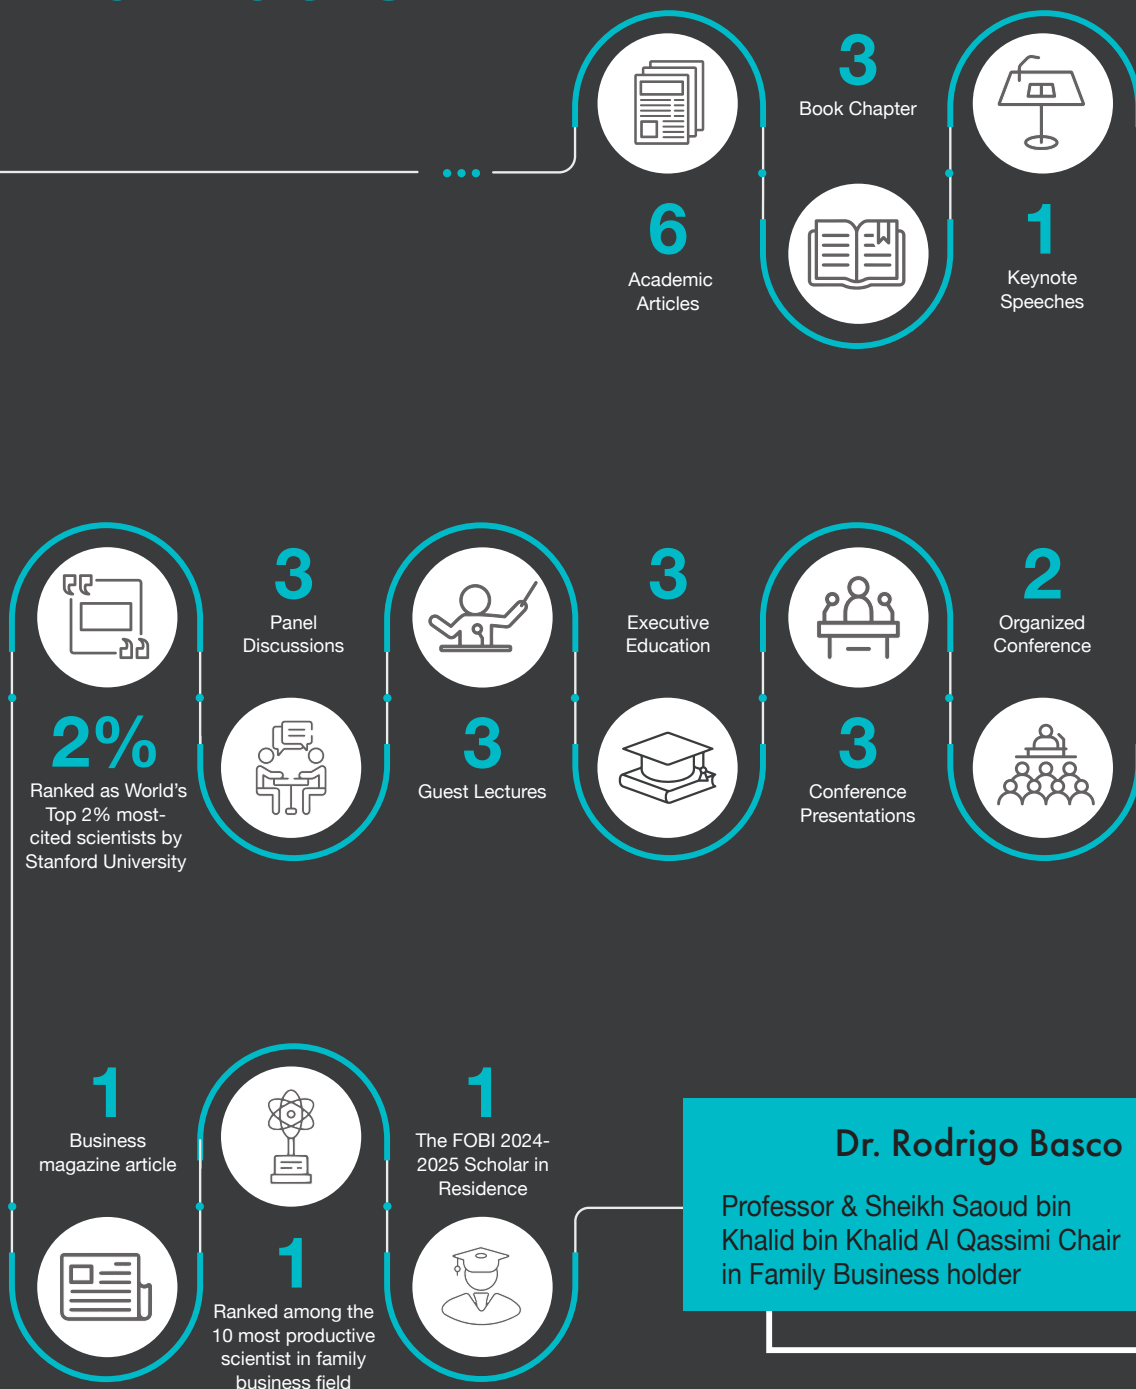 3
Book Chapter
6
Academic
Articles
1
Keynote
Speeches
2%
Ranked as World's
Top 2% most-
cited scientists by
Stanford University
3
Panel
Discussions
3
Guest Lectures
3
Executive
Education
3
Conference
Presentations
2
Organized
Conference
1
Business
magazine article
1
Ranked among the
10 most productive
scientist in family
business field
1
The FOBI 2024-
2025 Scholar in
Residence
Dr. Rodrigo Basco
Professor & Sheikh Saoud bin
Khalid bin Khalid Al Qassimi Chair
in Family Business holder